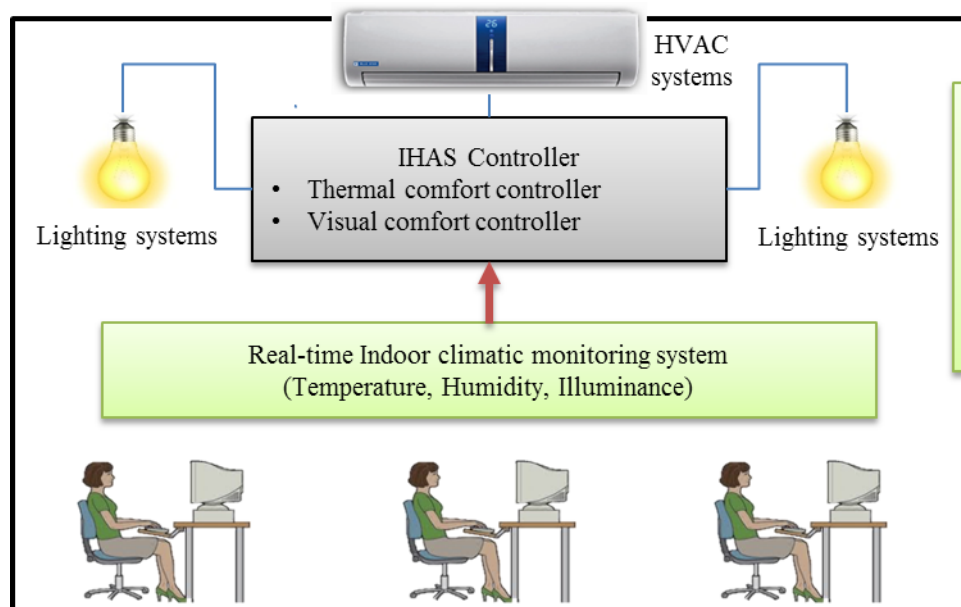 26
HVAC
systems
IHAS Controller
• Thermal comfort controller
• Visual comfort controller
Lighting systems
Lighting systems
Real-time Indoor climatic monitoring system
(Temperature, Humidity, Illuminance)